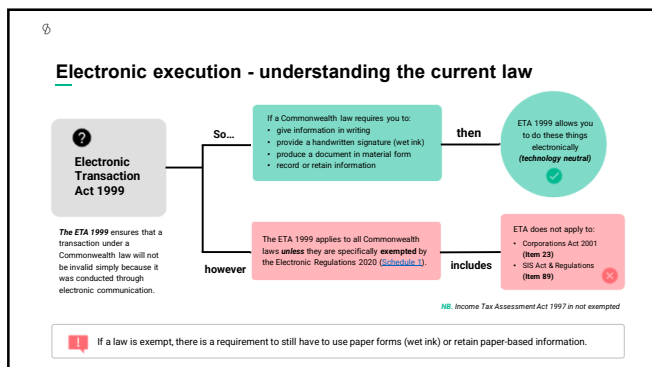 Electronic execution - understanding the current law
?
Electronic
Transaction
Act 1999
The ETA 1999 ensures that a
transaction under a
Commonwealth law will not
be invalid simply because it
was conducted through
electronic communication.
So...
If a Commonwealth law requires you to:
• give information in writing
• provide a handwritten signature (wet ink)
• produce a document in material form
• record or retain information
then
ETA 1999 allows you
to do these things
electronically
(technology neutral)
however
The ETA 1999 applies to all Commonwealth
laws unless they are specifically exempted by
the Electronic Regulations 2020 (Schedule 1).
includes
ETA does not apply to:
• Corporations Act 2001
(Item 23)
• SIS Act & Regulations
(Item 89)
NB. Income Tax Assessment Act 1997 in not exempted
! If a law is exempt, there is a requirement to still have to use paper forms (wet ink) or retain paper-based information.